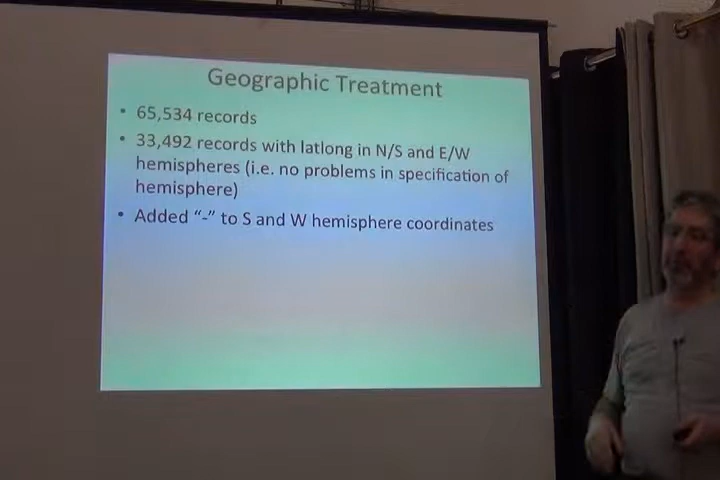 Geographic Treatment
• 65,534 records
• 33,492 records with latlong in N/S and E/W
hemispheres (i.e. no problems in specification of
hemisphere)
• Added "-" to S and W hemisphere coordinates